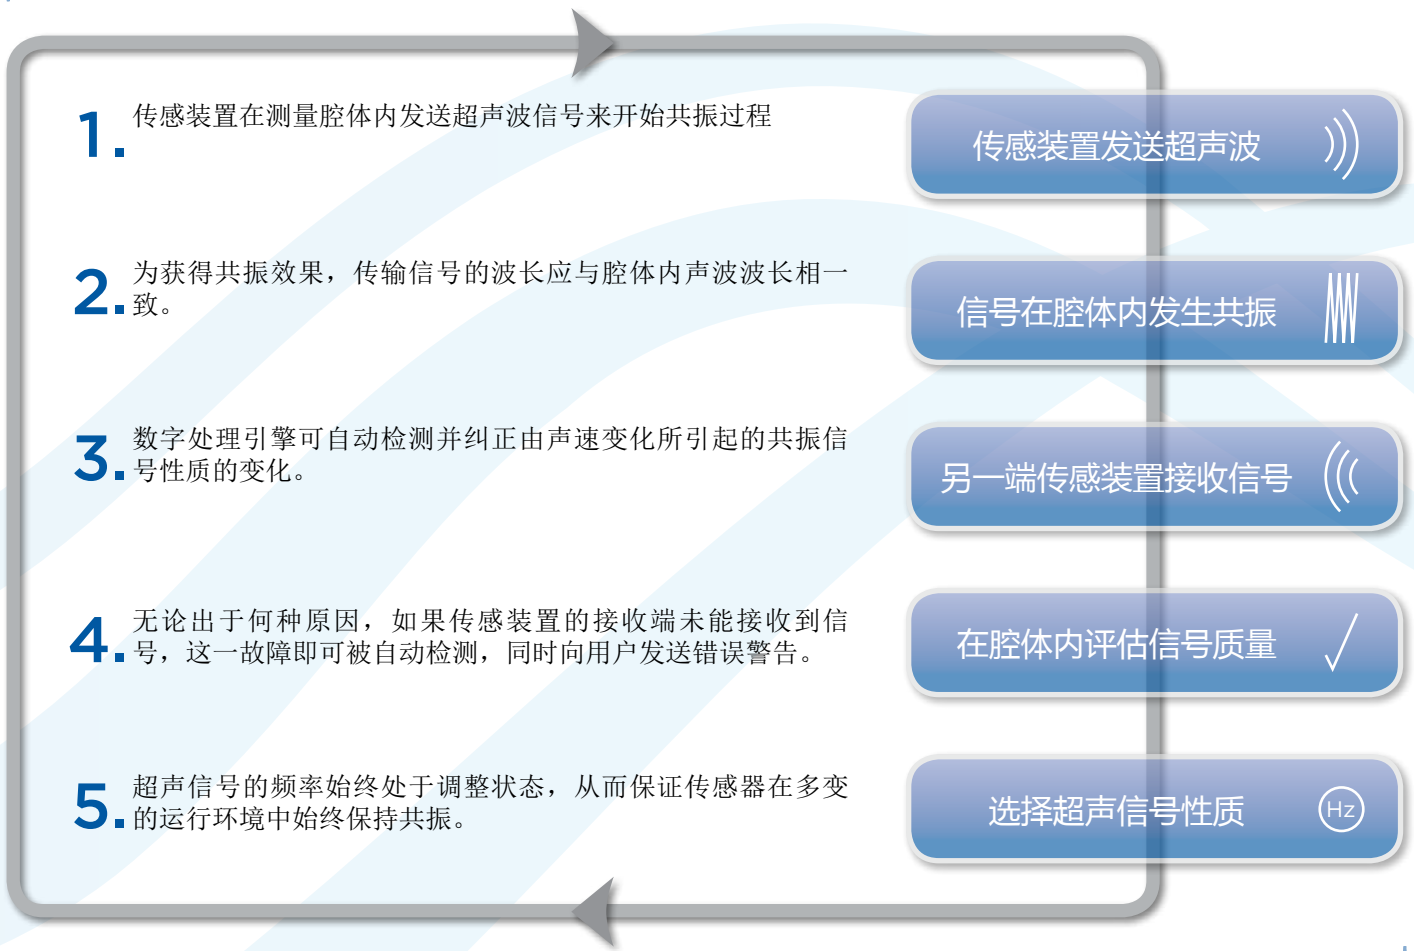 1.
传感装置在测量腔体内发送超声波信号来开始共振过程
传感装置发送超声波
2.
为获得共振效果，传输信号的波长应与腔体内声波波长相一
致。
信号在腔体内发生共振
3.
数字处理引擎可自动检测并纠正由声速变化所引起的共振信
号性质的变化。
另一端传感装置接收信号
4.
无论出于何种原因，如果传感装置的接收端未能接收到信
号，这一故障即可被自动检测，同时向用户发送错误警告。
在腔体内评估信号质量
5.
超声信号的频率始终处于调整状态，从而保证传感器在多变
的运行环境中始终保持共振。
选择超声信号性质
Hz